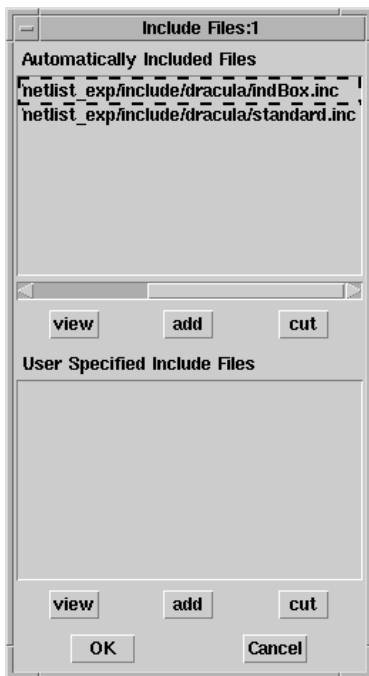 Include Files:1
Automatically Included Files
netlist_exp/include/dracula/indBox.inc
netlist_exp/include/dracula/standard.inc
view add cut
User Specified Include Files
view add cut
OK Cancel